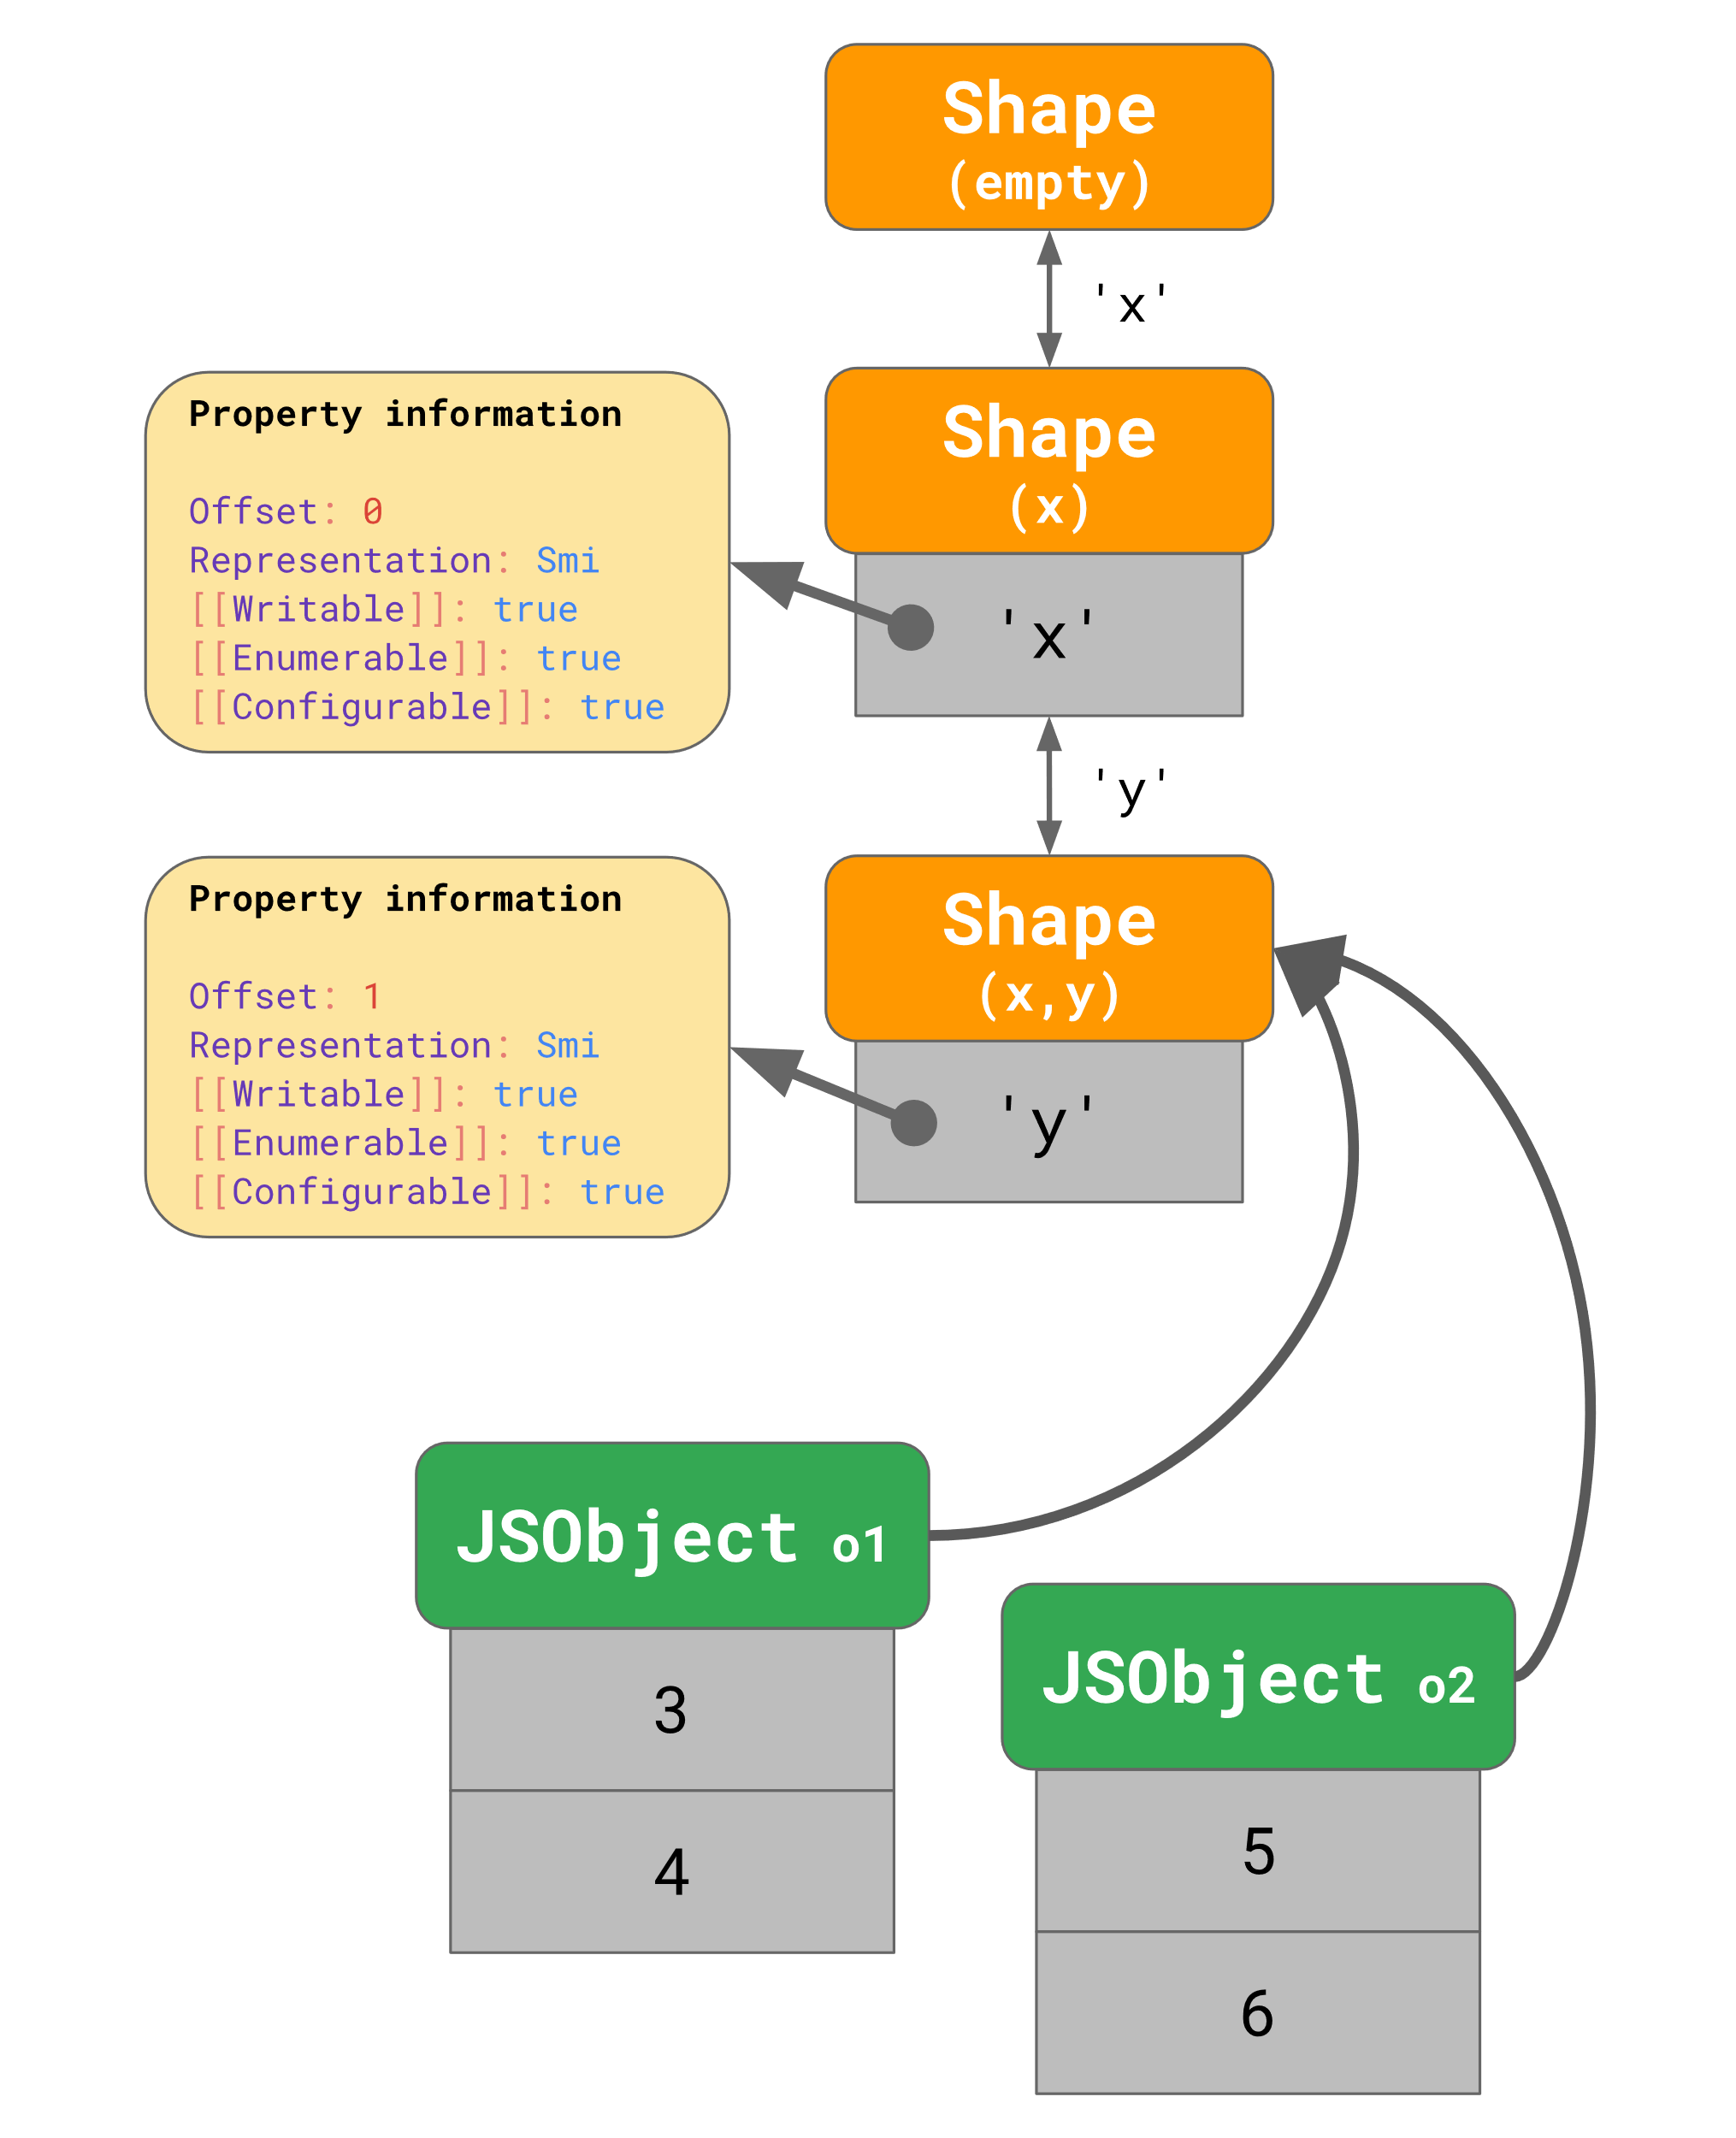 Shape
(empty)
'x'
Shape
(x)
'x'
Property information
Offset: 0
Representation: Smi
[[Writable]]: true
[[Enumerable]]: true
[[Configurable]]: true
'y'
Shape
(x,y)
'y'
Property information
Offset: 1
Representation: Smi
[[Writable]]: true
[[Enumerable]]: true
[[Configurable]]: true
JSObject o1
3
4
JSObject o2
5
6